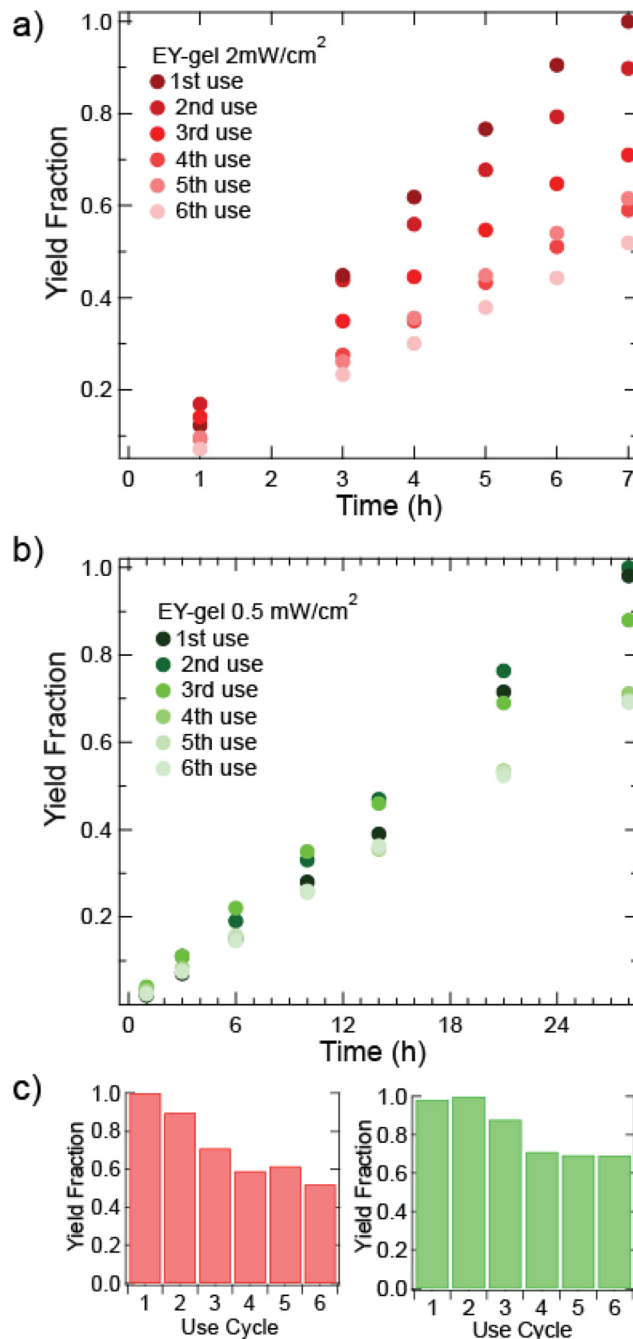 a)
1.0
0.8
0.6
0.4
0.2
Yield Fraction
EY-gel 2mW/cm²
1st use
2nd use
3rd use
4th use
5th use
6th use
0 1 2 3 4 5 6 7
Time (h)
b)
1.0
0.8
0.6
0.4
0.2
Yield Fraction
EY-gel 0.5 mW/cm²
1st use
2nd use
3rd use
4th use
5th use
6th use
0 6 12 18 24
Time (h)
c)
1.0
0.8
0.6
0.4
0.2
0.0
Yield Fraction
1 2 3 4 5 6
Use Cycle
1.0
0.8
0.6
0.4
0.2
0.0
Yield Fraction
1 2 3 4 5 6
Use Cycle